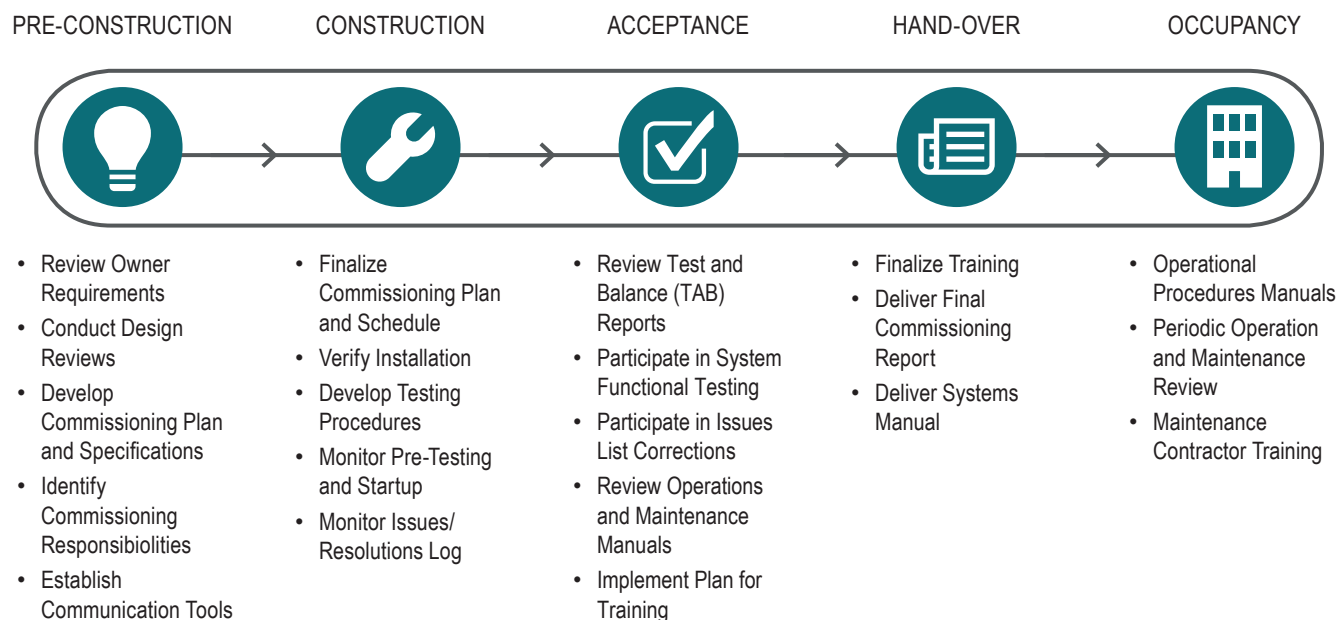 PRE-CONSTRUCTION
CONSTRUCTION
ACCEPTANCE
HAND-OVER
OCCUPANCY
• Review Owner
Requirements
• Conduct Design
Reviews
• Develop
Commissioning Plan
and Specifications
• Identify
Commissioning
Responsibiolities
• Establish
Communication Tools
• Finalize
Commissioning Plan
and Schedule
• Verify Installation
• Develop Testing
Procedures
• Monitor Pre-Testing
and Startup
• Monitor Issues/
Resolutions Log
• Review Test and
Balance (TAB)
Reports
• Participate in System
Functional Testing
• Participate in Issues
List Corrections
• Review Operations
and Maintenance
Manuals
• Implement Plan for
Training
• Finalize Training
• Deliver Final
Commissioning
Report
• Deliver Systems
Manual
• Operational
Procedures Manuals
• Periodic Operation
and Maintenance
Review
• Maintenance
Contractor Training